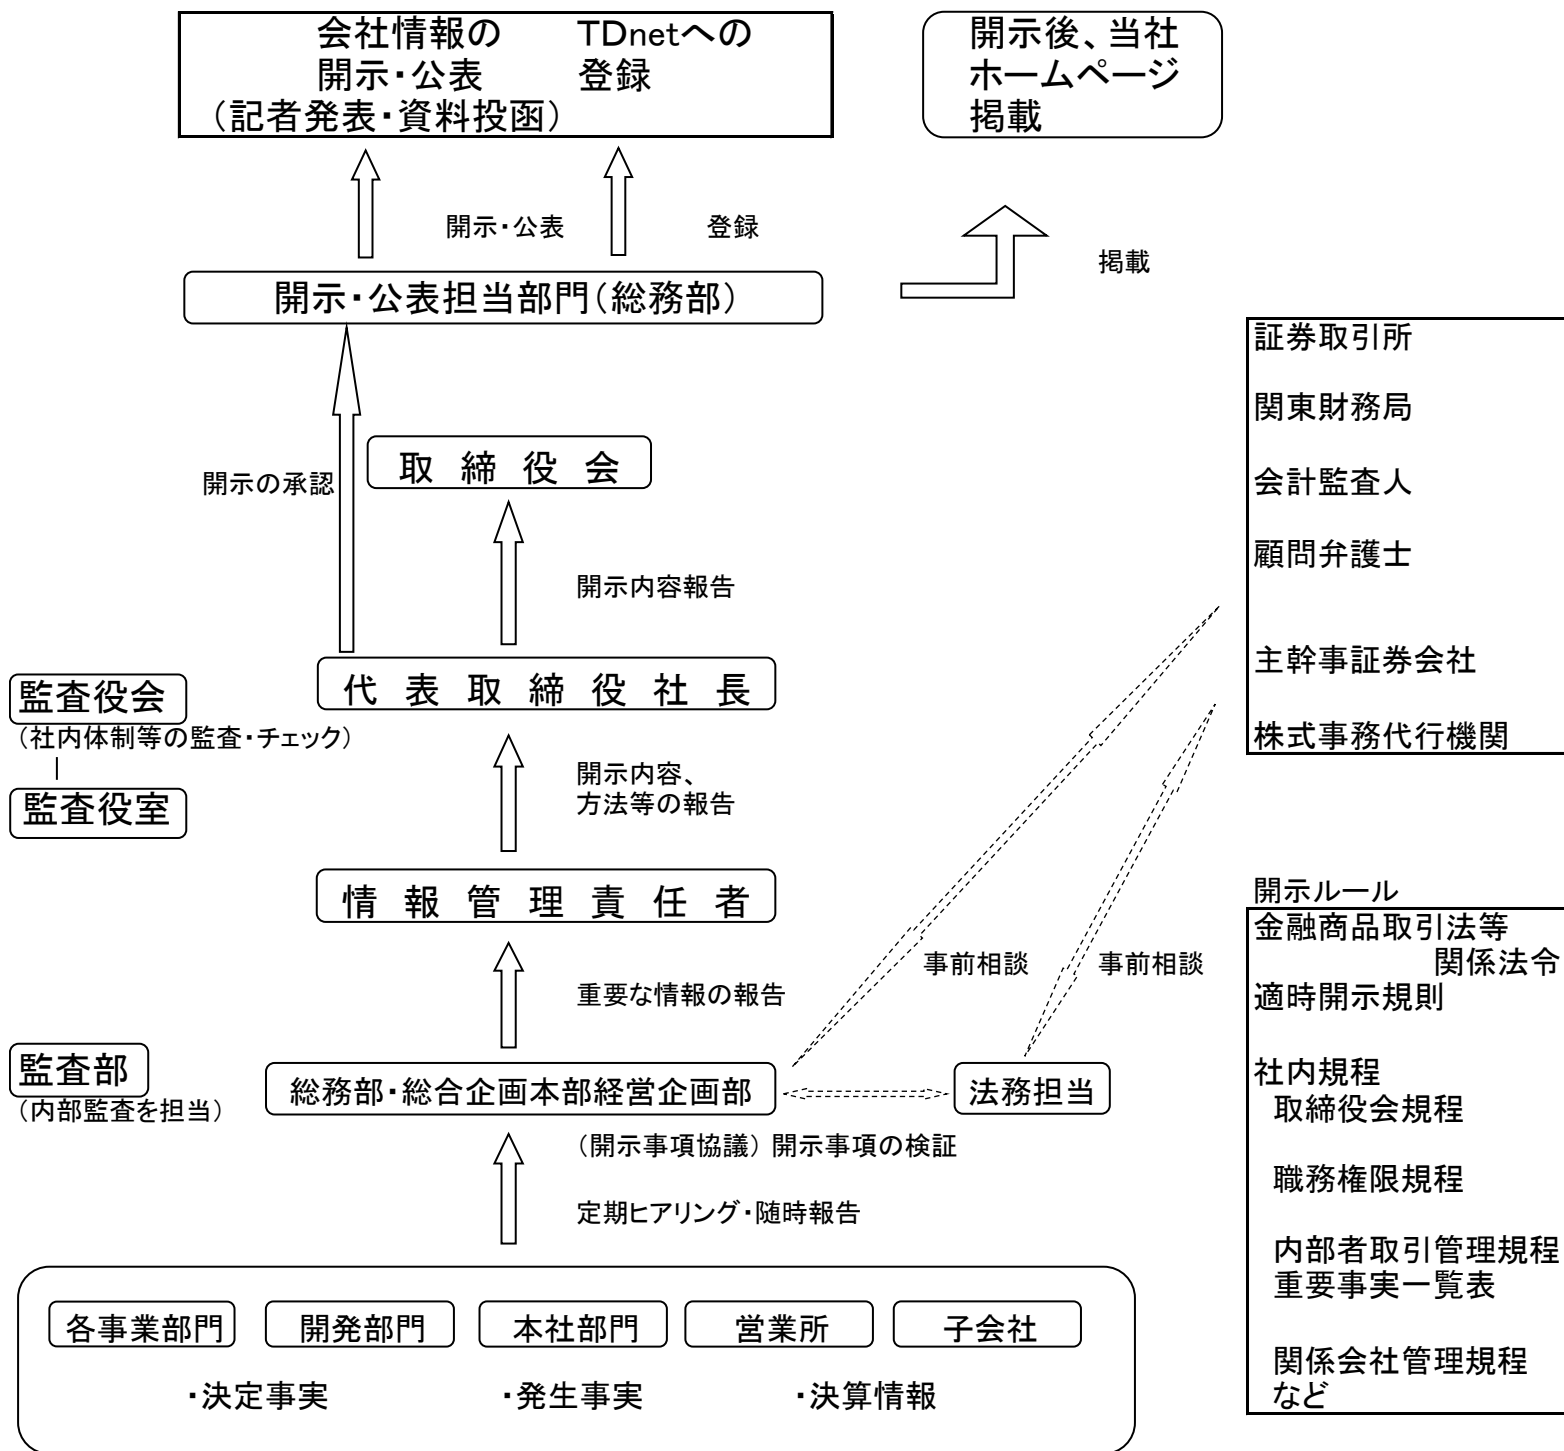 会社情報の
開示・公表
(記者発表・資料投函)
TDnetへの
登録
開示後、当社
ホームページ
掲載
開示・公表
登録
掲載
開示・公表担当部門(総務部)
証券取引所
関東財務局
会計監査人
顧問弁護士
主幹事証券会社
株式事務代行機関
取締役会
開示の承認
開示内容報告
代表取締役社長
監査役会
(社内体制等の監査・チェック)
監査役室
開示内容、
方法等の報告
情報管理責任者
事前相談
事前相談
重要な情報の報告
監査部
(内部監査を担当)
総務部・総合企画本部経営企画部
法務担当
(開示事項協議) 開示事項の検証
定期ヒアリング・随時報告
開示ルール
金融商品取引法等
関係法令
適時開示規則
社内規程
取締役会規程
職務権限規程
内部者取引管理規程
重要事実一覧表
関係会社管理規程
など
各事業部門
開発部門
本社部門
営業所
子会社
・決定事実
・発生事実
・決算情報